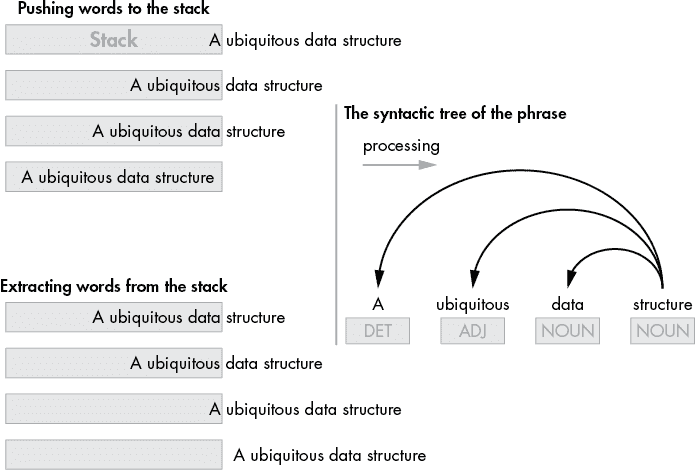 Pushing words to the stack
Stack
A ubiquitous data structure
A ubiquitous data structure
A ubiquitous data structure
A ubiquitous data structure
The syntactic tree of the phrase
processing
A ubiquitous data structure
DET ADJ NOUN NOUN
Extracting words from the stack
A ubiquitous data structure
A ubiquitous data structure
A ubiquitous data structure
A ubiquitous data structure